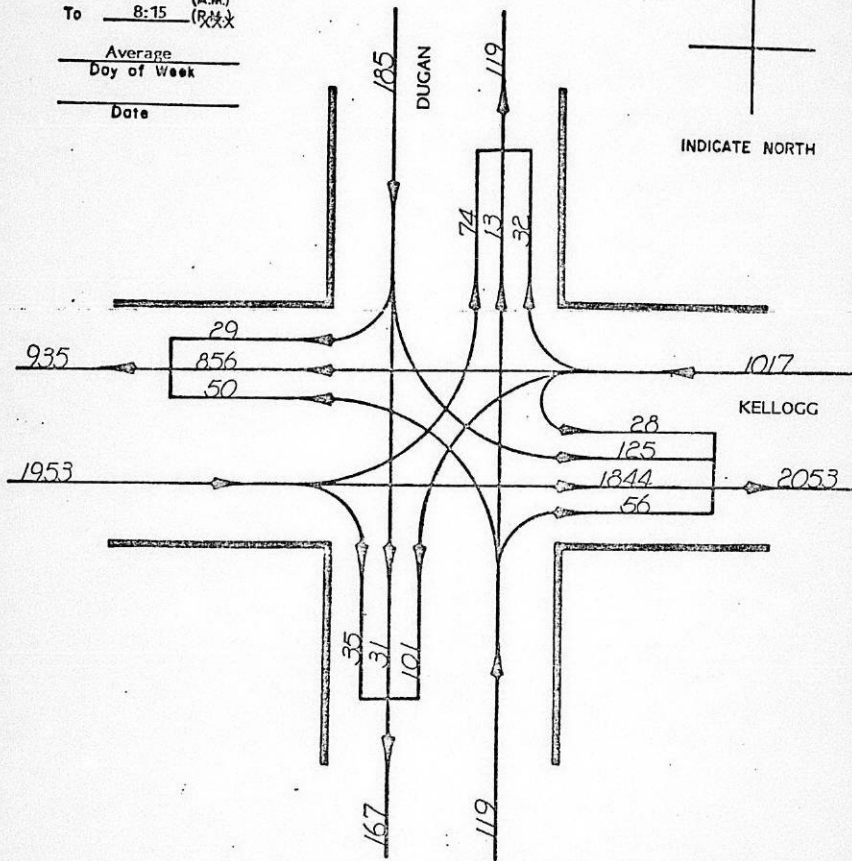 (A.M.)
To 8:15 (P.M.)
Average
Day of Week
Date
185
DUGAN
119
INDICATE NORTH
74
13
32
29
935
856
1017
50
KELLOGG
28
125
1953
1844
2053
56
35
31
101
167
119